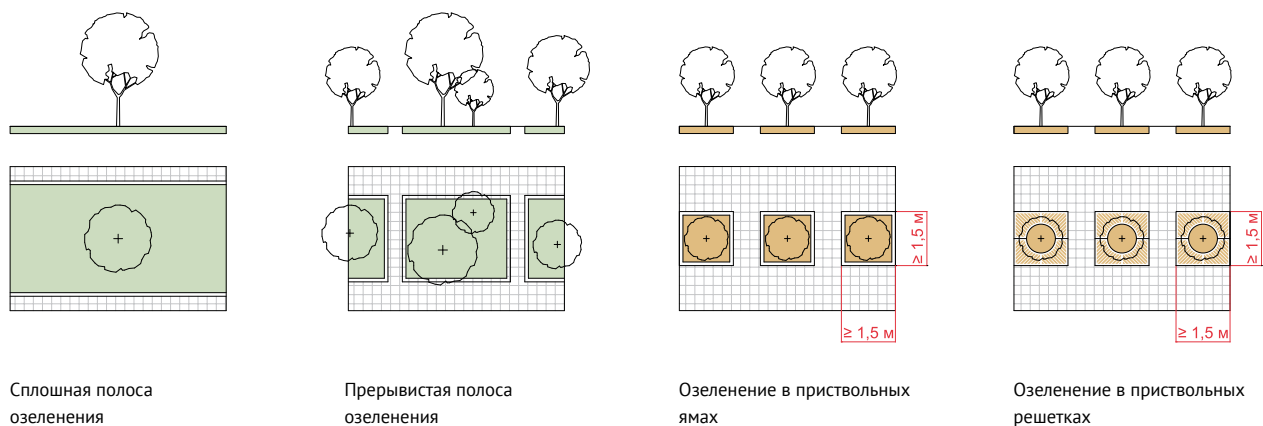 ≥ 1,5 м
≥ 1,5 м
≥ 1,5 м
≥ 1,5 м
Сплошная полоса
озеленения
Прерывистая полоса
озеленения
Озеленение в приствольных
ямах
Озеленение в приствольных
решетках